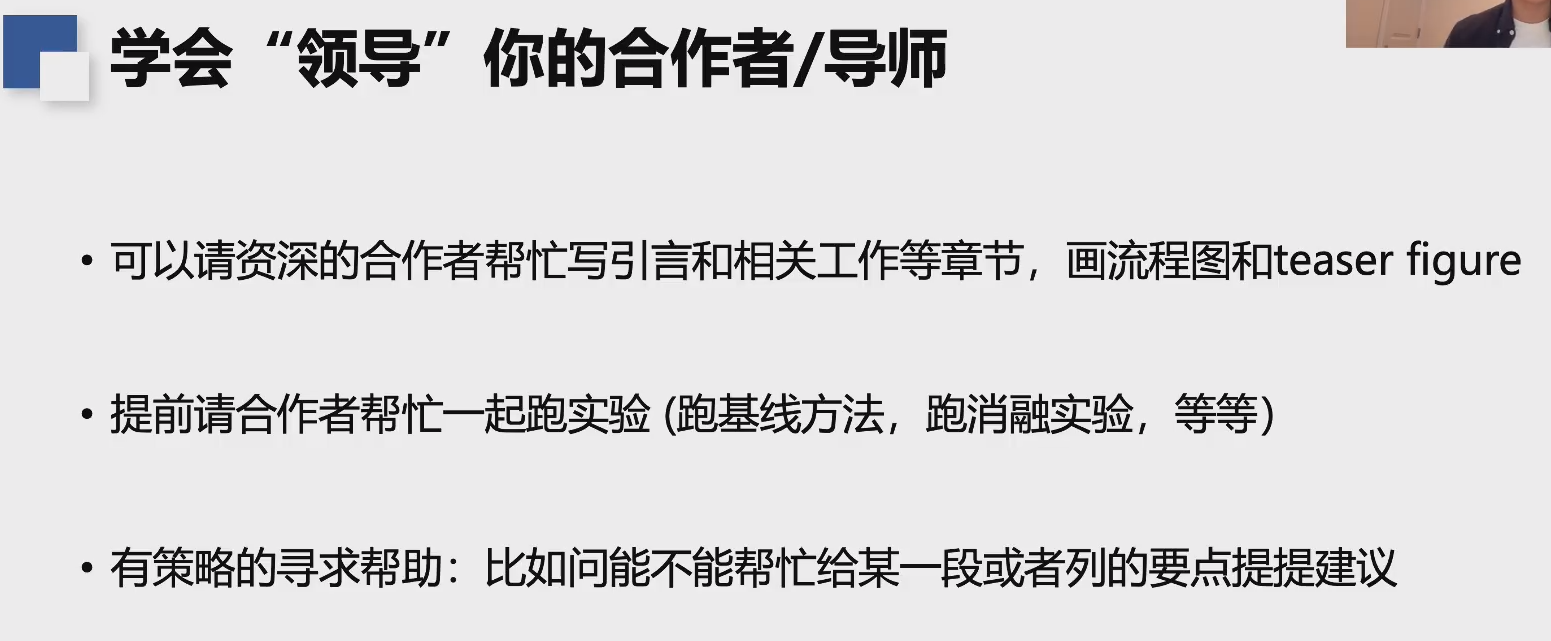 学会“领导”你的合作者/导师
• 可以请资深的合作者帮忙写引言和相关工作等章节，画流程图和teaser figure
• 提前请合作者帮忙一起跑实验 (跑基线方法，跑消融实验，等等)
• 有策略的寻求帮助：比如问能不能帮忙给某一段或者列的要点提提建议